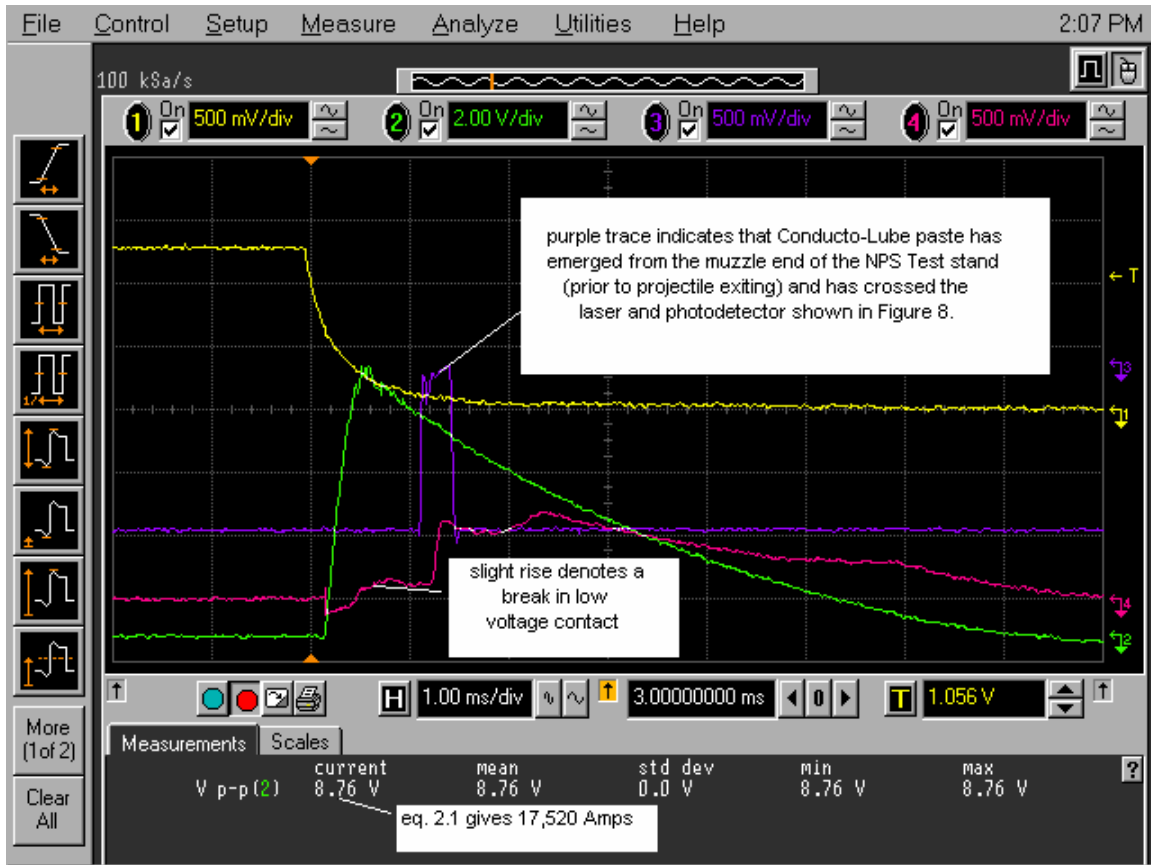 File Control Setup Measure Analyze Utilities Help 2:07 PM
100 kSa/s
1 On 500 mV/div 2 On 2.00 V/div 3 On 500 mV/div 4 On 500 mV/div
purple trace indicates that Conducto-Lube paste has
emerged from the muzzle end of the NPS Test stand
(prior to projectile exiting) and has crossed the
laser and photodetector shown in Figure 8.
T
3
1
1/
slight rise denotes a
break in low
voltage contact
4
2
H 1.00 ms/div 3.00000000 ms 0 T 1.056 V
More
(1of 2)
Clear
All
Measurements Scales
current mean std dev min max ?
V p-p(2) 8.76 V 8.76 V 0.0 V 8.76 V 8.76 V
eq. 2.1 gives 17,520 Amps